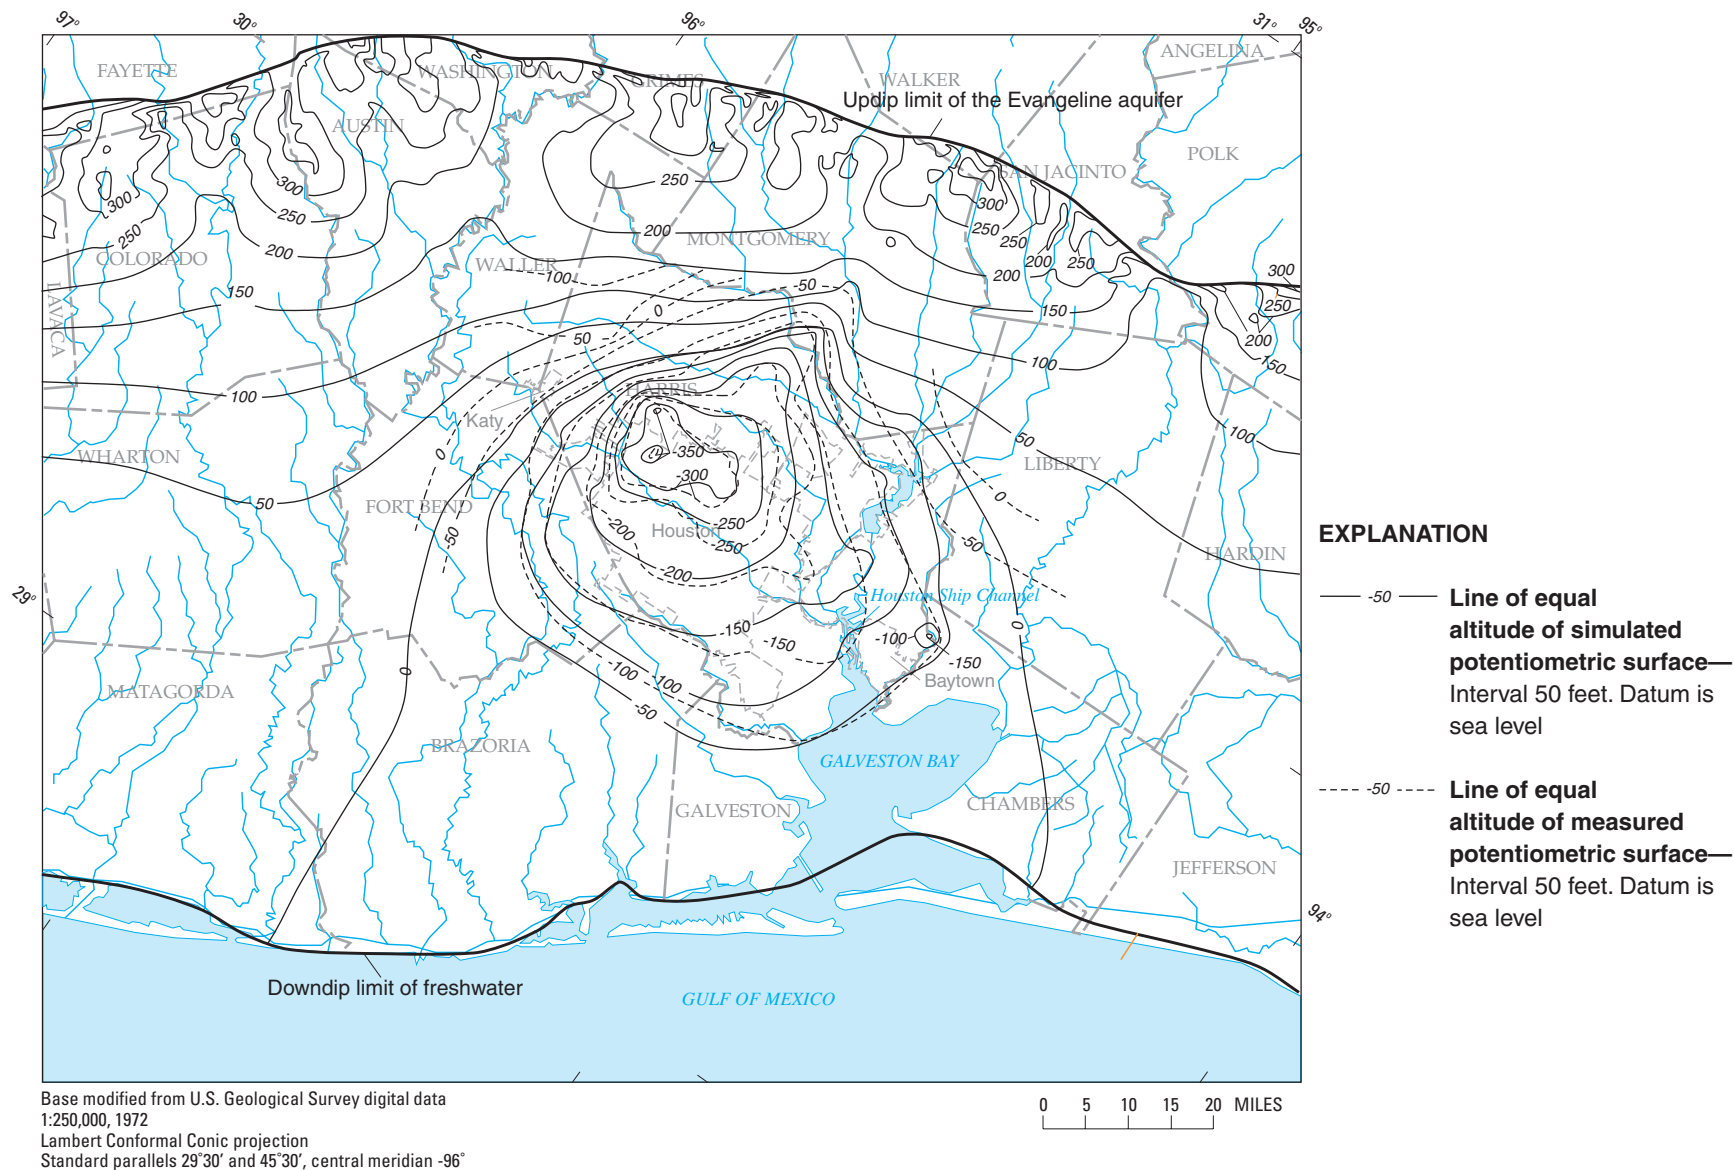 97°
30°
96°
31°
95°
ANGELINA
FAYETTE
WASHINGTON
GRIMES
WALKER
Updip limit of the Evangeline aquifer
AUSTIN
POLK
SAN JACINTO
300
250
300
300
250
200
250
200
MONTGOMERY
300
250
250
200
200
250
COLORADO
WALLER
100
150
50
0
150
300
250
200
150
LAVACA
50
100
100
HARRIS
Katy
0
50
100
WHARTON
50
FORT BEND
-50
-350
-300
-250
-250
-200
Houston
-200
LIBERTY
0
-50
HARDIN
29°
Houston Ship Channel
-150
-150
-100
-150
0
Baytown
-100
-100
-50
0
MATAGORDA
BRAZORIA
GALVESTON BAY
GALVESTON
CHAMBERS
JEFFERSON
94°
Downdip limit of freshwater
GULF OF MEXICO
EXPLANATION
-50 Line of equal
altitude of simulated
potentiometric surface—
Interval 50 feet. Datum is
sea level
-50 Line of equal
altitude of measured
potentiometric surface—
Interval 50 feet. Datum is
sea level
Base modified from U.S. Geological Survey digital data
1:250,000, 1972
Lambert Conformal Conic projection
Standard parallels 29°30′ and 45°30′, central meridian -96°
0 5 10 15 20 MILES